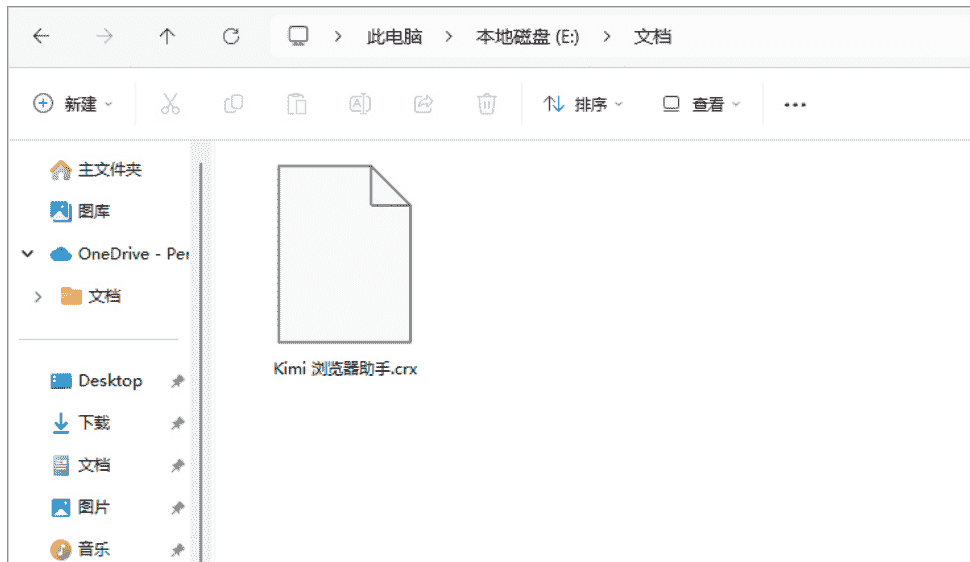 此电脑 > 本地磁盘 (E:) > 文档
新建 排序 查看 ...
主文件夹
图库
OneDrive - Per
文档
Kimi 浏览器助手.crx
Desktop
下载
文档
图片
音乐